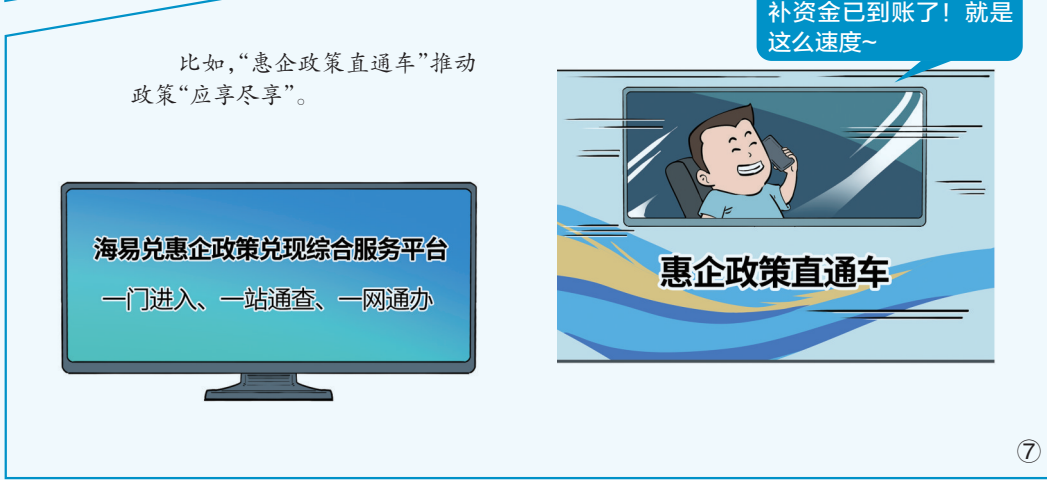 补资金已到账了！就是
这么速度~
比如,“惠企政策直通车”推动
政策“应享尽享”。
海易兑惠企政策兑现综合服务平台
一门进入、一站通查、一网通办
惠企政策直通车
⑦